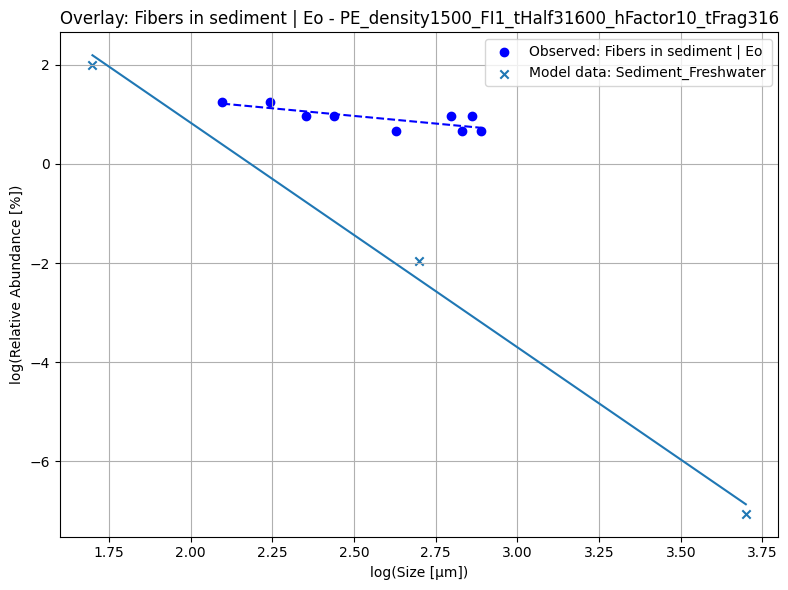 Overlay: Fibers in sediment | Eo - PE_density1500_FI1_tHalf31600_hFactor10_tFrag316
Observed: Fibers in sediment | Eo
Model data: Sediment_Freshwater
log(Relative Abundance [%])
2
0
−2
−4
−6
1.75 2.00 2.25 2.50 2.75 3.00 3.25 3.50 3.75
log(Size [μm])